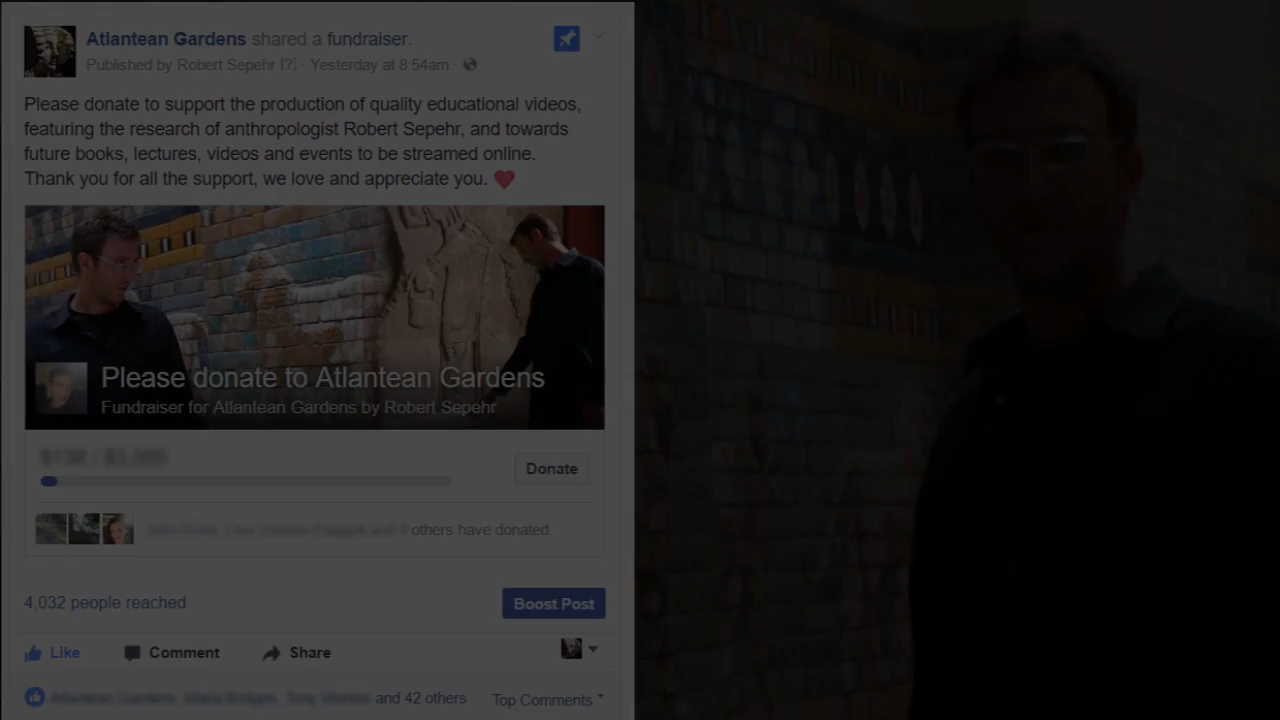 Atlantean Gardens shared a fundraiser.
Published by Robert Sepehr [?] · Yesterday at 8:54am ·
Please donate to support the production of quality educational videos,
featuring the research of anthropologist Robert Sepehr, and towards
future books, lectures, videos and events to be streamed online.
Thank you for all the support, we love and appreciate you. ❤
Please donate to Atlantean Gardens
Fundraiser for Atlantean Gardens by Robert Sepehr
Donate
others have donated.
4,032 people reached
Boost Post
Like Comment Share
and 42 others Top Comments